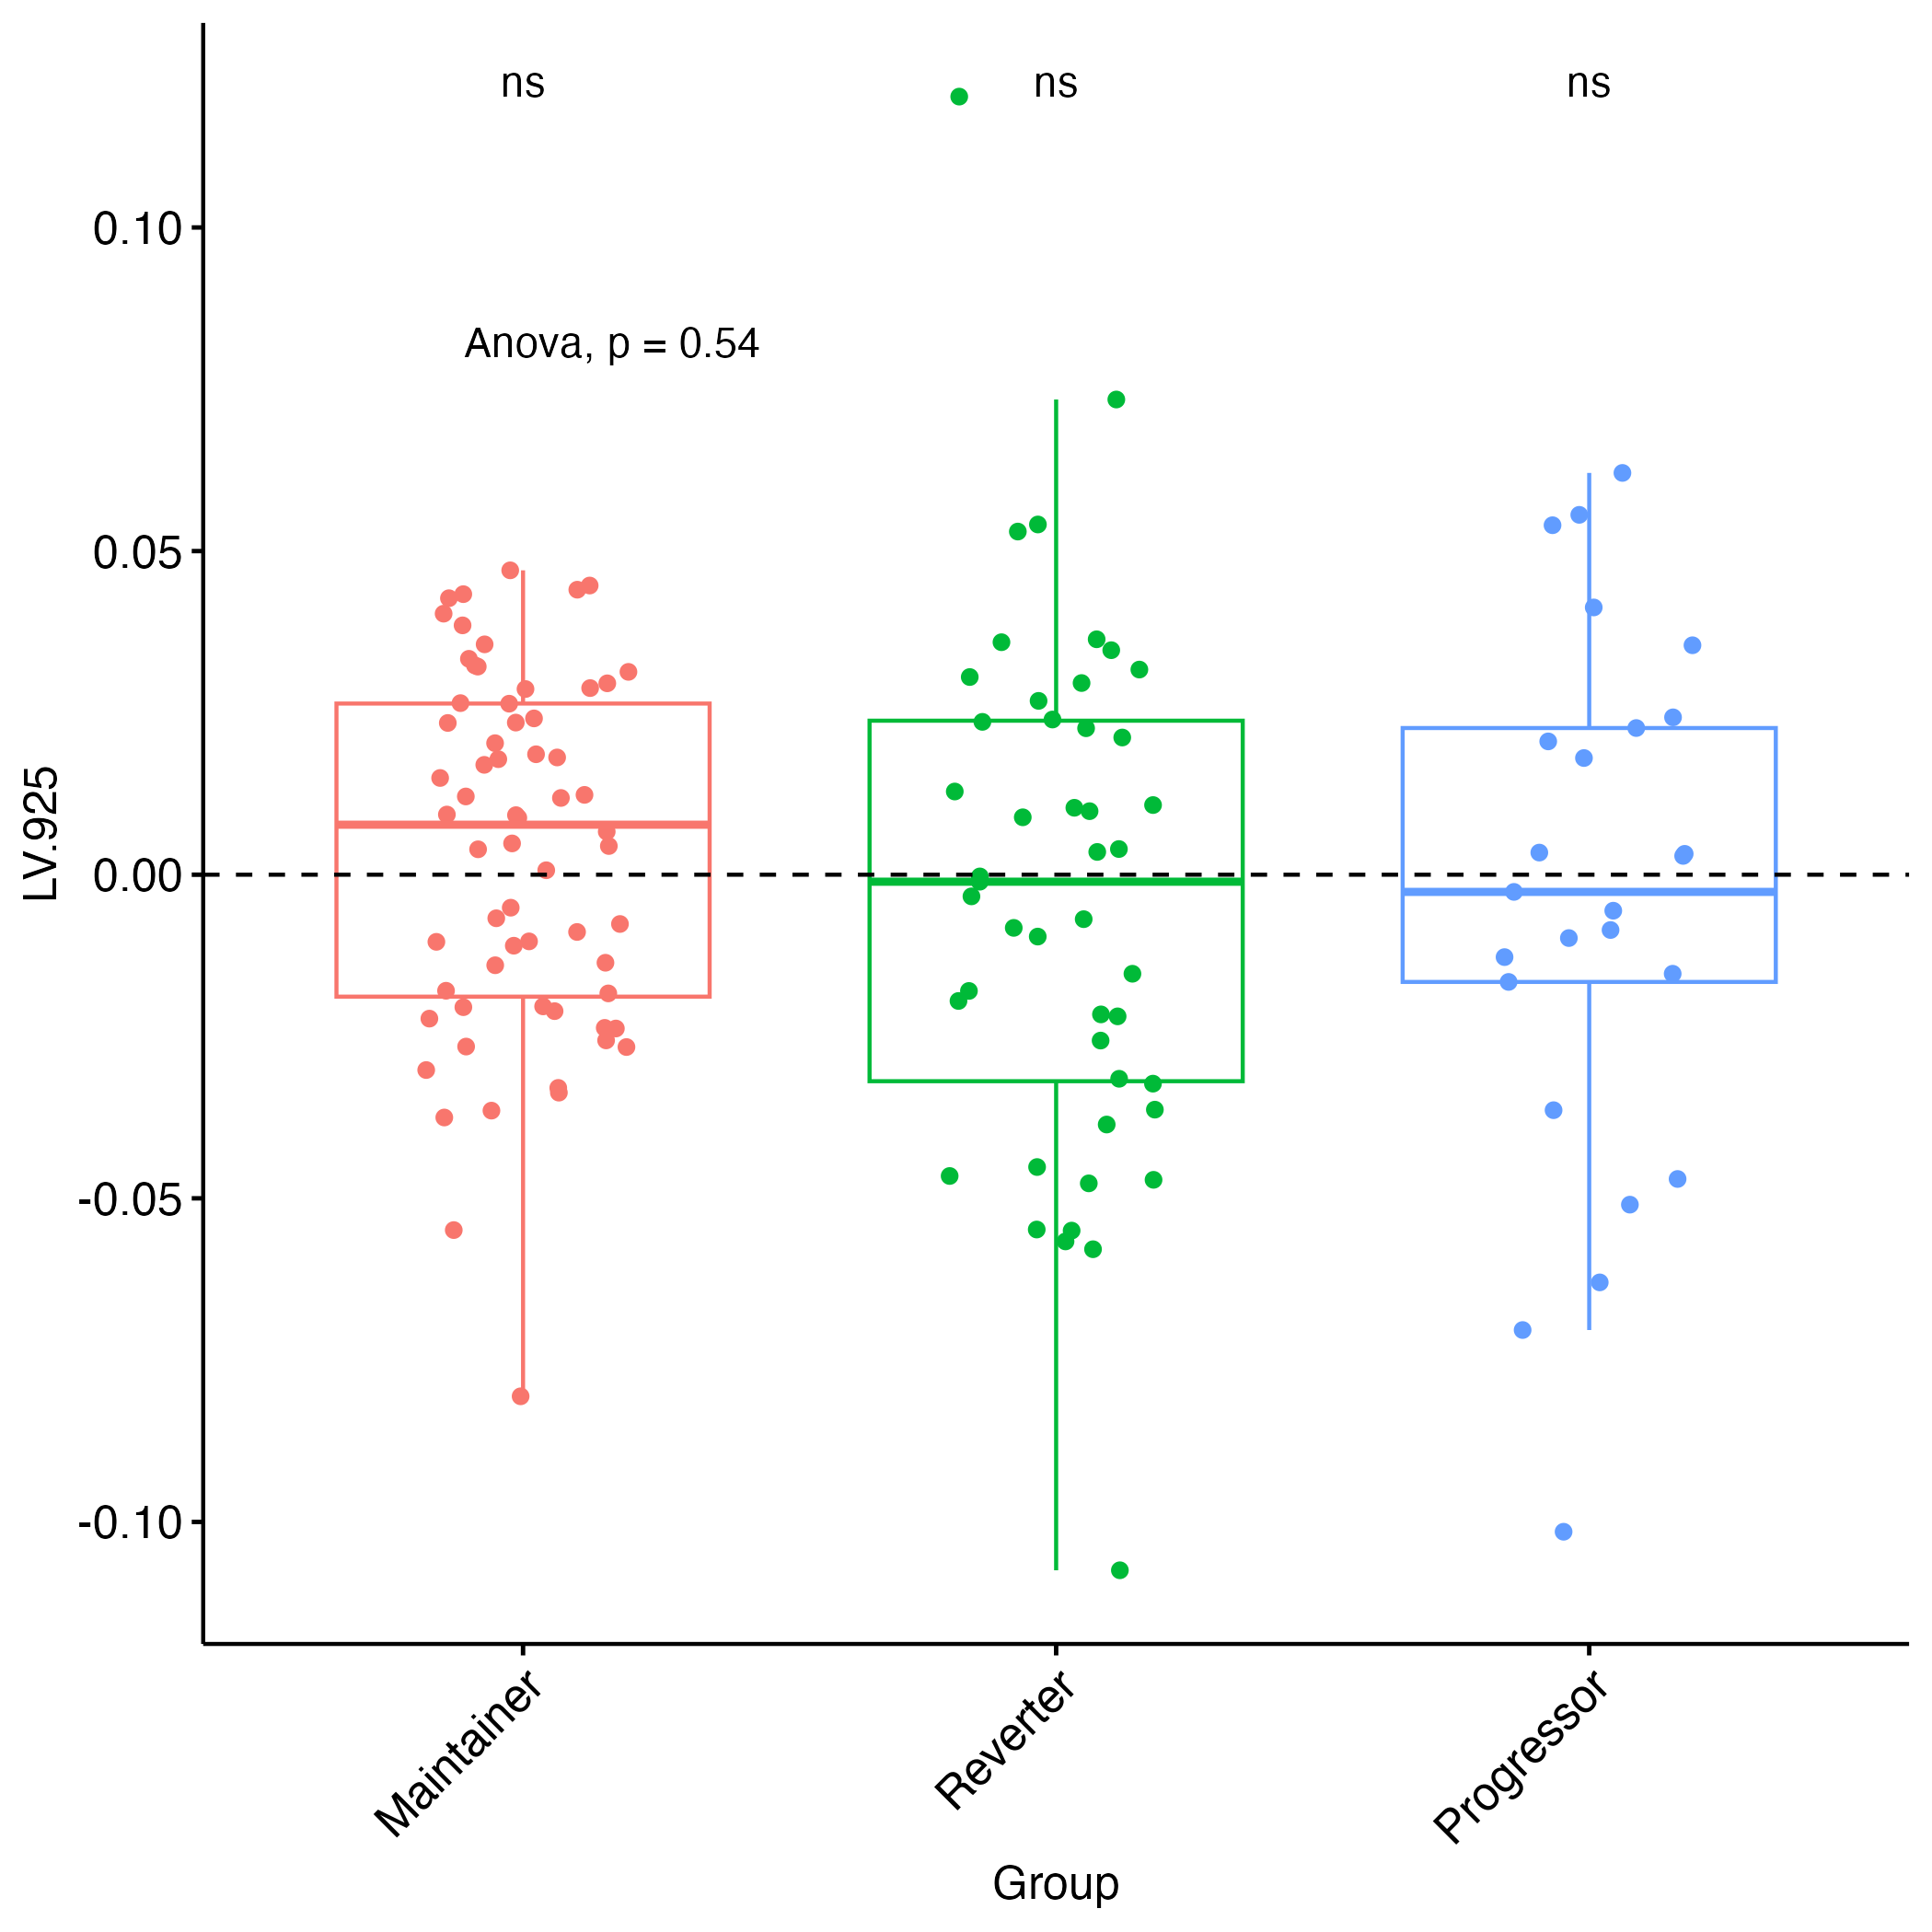 ns
ns
ns
Anova, p = 0.54
0.10
0.05
0.00
-0.05
-0.10
LV.925
Maintainer
Reverter
Progressor
Group